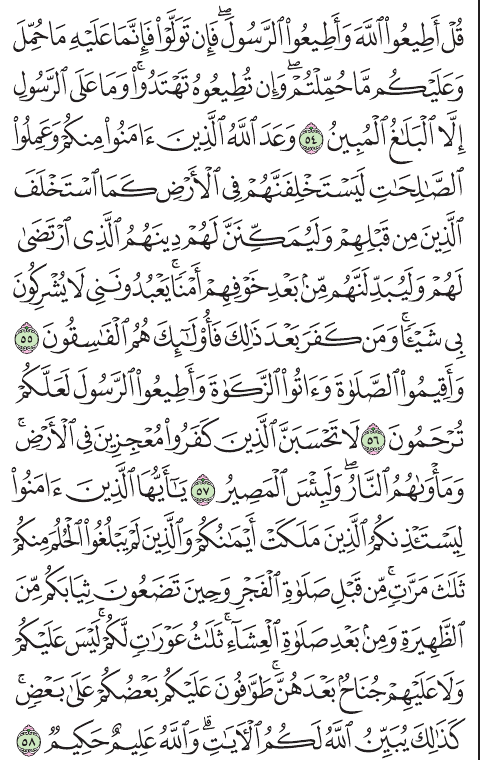 قُلۡ أَطِيعُواْ ٱللَّهَ وَأَطِيعُواْ ٱلرَّسُولَۖ فَإِن تَوَلَّوۡاْ فَإِنَّمَا عَلَيۡهِ مَا حُمِّلَ
وَعَلَيۡكُم مَّا حُمِّلۡتُمۡۖ وَإِن تُطِيعُوهُ تَهۡتَدُواْۚ وَمَا عَلَى ٱلرَّسُولِ
إِلَّا ٱلۡبَلَٰغُ ٱلۡمُبِينُ ٥٤ وَعَدَ ٱللَّهُ ٱلَّذِينَ ءَامَنُواْ مِنكُمۡ وَعَمِلُواْ
ٱلصَّٰلِحَٰتِ لَيَسۡتَخۡلِفَنَّهُمۡ فِي ٱلۡأَرۡضِ كَمَا ٱسۡتَخۡلَفَ
ٱلَّذِينَ مِن قَبۡلِهِمۡ وَلَيُمَكِّنَنَّ لَهُمۡ دِينَهُمُ ٱلَّذِي ٱرۡتَضَىٰ
لَهُمۡ وَلَيُبَدِّلَنَّهُم مِّنۢ بَعۡدِ خَوۡفِهِمۡ أَمۡنٗاۚ يَعۡبُدُونَنِي لَا يُشۡرِكُونَ
بِي شَيۡـٔٗاۚ وَمَن كَفَرَ بَعۡدَ ذَٰلِكَ فَأُوْلَٰٓئِكَ هُمُ ٱلۡفَٰسِقُونَ ٥٥
وَأَقِيمُواْ ٱلصَّلَوٰةَ وَءَاتُواْ ٱلزَّكَوٰةَ وَأَطِيعُواْ ٱلرَّسُولَ لَعَلَّكُمۡ
تُرۡحَمُونَ ٥٦ لَا تَحۡسَبَنَّ ٱلَّذِينَ كَفَرُواْ مُعۡجِزِينَ فِي ٱلۡأَرۡضِۚ
وَمَأۡوَىٰهُمُ ٱلنَّارُۖ وَلَبِئۡسَ ٱلۡمَصِيرُ ٥٧ يَٰٓأَيُّهَا ٱلَّذِينَ ءَامَنُواْ
لِيَسۡتَـٔۡذِنكُمُ ٱلَّذِينَ مَلَكَتۡ أَيۡمَٰنُكُمۡ وَٱلَّذِينَ لَمۡ يَبۡلُغُواْ ٱلۡحُلُمَ مِنكُمۡ
ثَلَٰثَ مَرَّٰتٖۚ مِّن قَبۡلِ صَلَوٰةِ ٱلۡفَجۡرِ وَحِينَ تَضَعُونَ ثِيَابَكُم مِّنَ
ٱلظَّهِيرَةِ وَمِنۢ بَعۡدِ صَلَوٰةِ ٱلۡعِشَآءِۚ ثَلَٰثُ عَوۡرَٰتٖ لَّكُمۡۚ لَيۡسَ عَلَيۡكُمۡ
وَلَا عَلَيۡهِمۡ جُنَاحُۢ بَعۡدَهُنَّۚ طَوَّٰفُونَ عَلَيۡكُم بَعۡضُكُمۡ عَلَىٰ بَعۡضٖۚ
كَذَٰلِكَ يُبَيِّنُ ٱللَّهُ لَكُمُ ٱلۡأٓيَٰتِۗ وَٱللَّهُ عَلِيمٌ حَكِيمٞ ٥٨